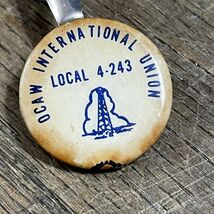 OCAW INTERNATIONAL UNION
LOCAL 4-243